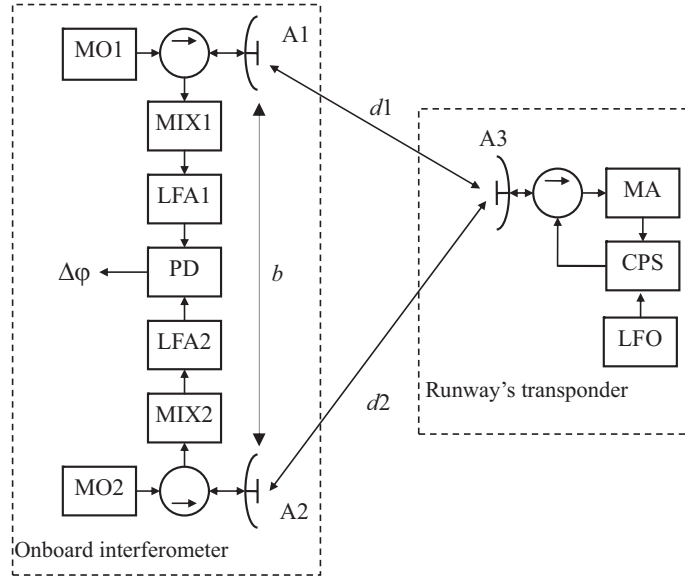 MO1
A1
MIX1
d1
A3
LFA1
MA
Δφ
PD
b
CPS
LFA2
LFO
Runway's transponder
MIX2
d2
MO2
A2
Onboard interferometer